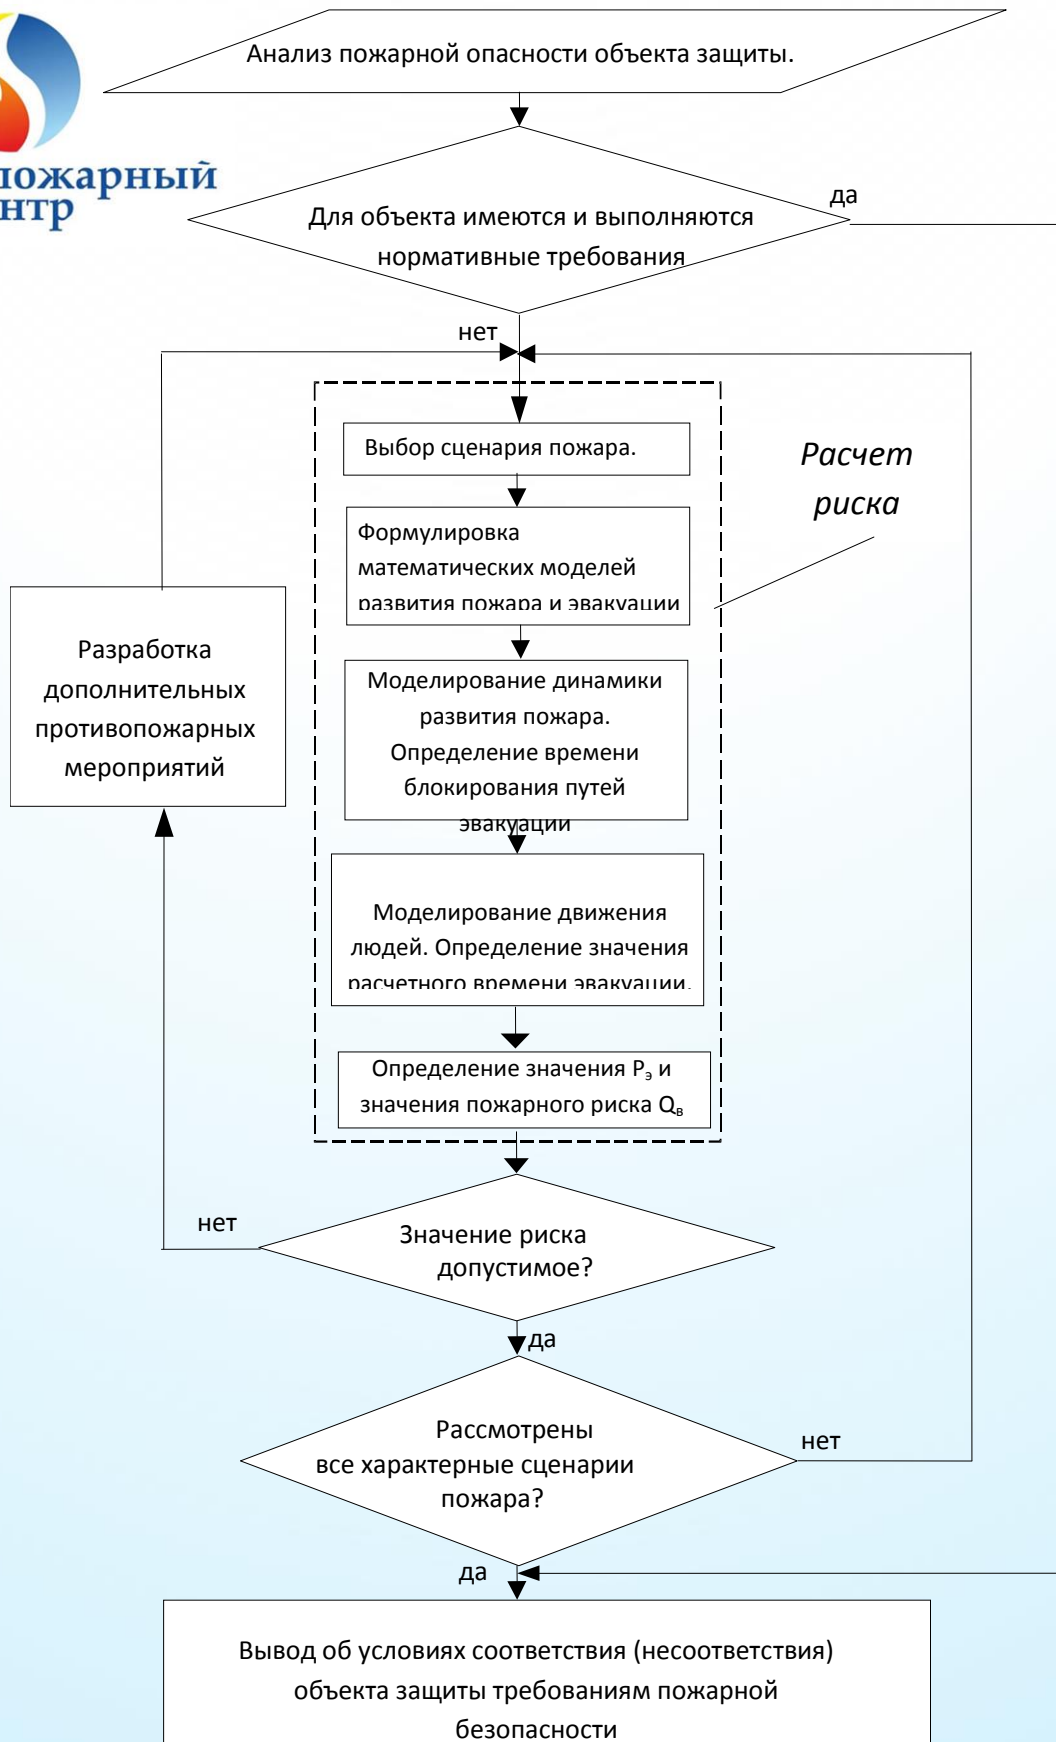 Анализ пожарной опасности объекта защиты.
пожарный
нтр
да
Для объекта имеются и выполняются
нормативные требования
нет
Выбор сценария пожара.
Расчет
риска
Формулировка
математических моделей
развития пожара и эвакуации
Разработка
дополнительных
противопожарных
мероприятий
Моделирование динамики
развития пожара.
Определение времени
блокирования путей
эвакуации
Моделирование движения
людей. Определение значения
расчетного времени эвакуации.
Определение значения Pэ и
значения пожарного риска Qв
нет
Значение риска
допустимое?
да
Рассмотрены
все характерные сценарии
пожара?
нет
да
Вывод об условиях соответствия (несоответствия)
объекта защиты требованиям пожарной
безопасности